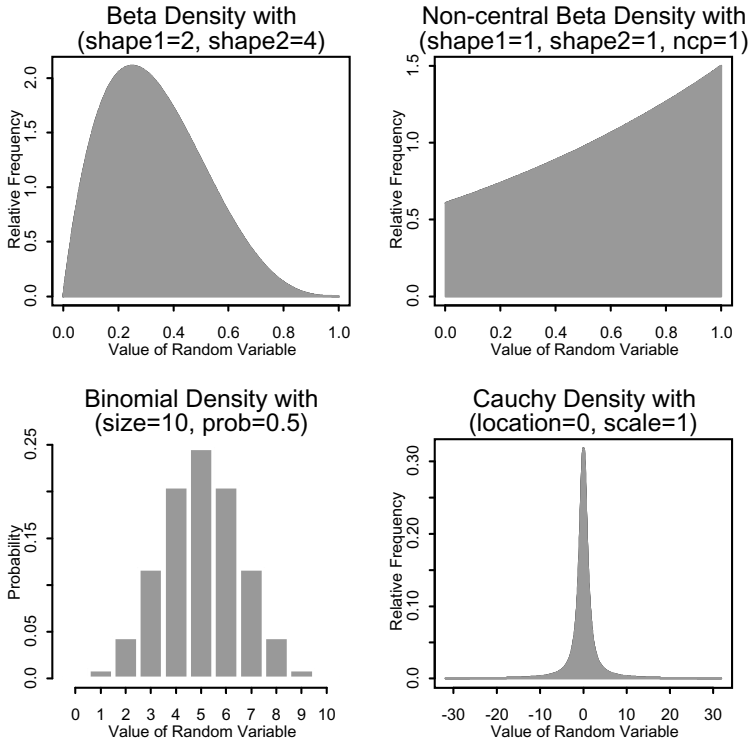 Beta Density with
(shape1=2, shape2=4)
Relative Frequency
2.0
1.5
1.0
0.5
0.0
0.0 0.2 0.4 0.6 0.8 1.0
Value of Random Variable
Non-central Beta Density with
(shape1=1, shape2=1, ncp=1)
Relative Frequency
1.5
1.0
0.5
0.0
0.0 0.2 0.4 0.6 0.8 1.0
Value of Random Variable
Binomial Density with
(size=10, prob=0.5)
Probability
0.25
0.15
0.05
0.0
0 1 2 3 4 5 6 7 8 9 10
Value of Random Variable
Cauchy Density with
(location=0, scale=1)
Relative Frequency
0.30
0.20
0.10
0.0
-30 -20 -10 0 10 20 30
Value of Random Variable